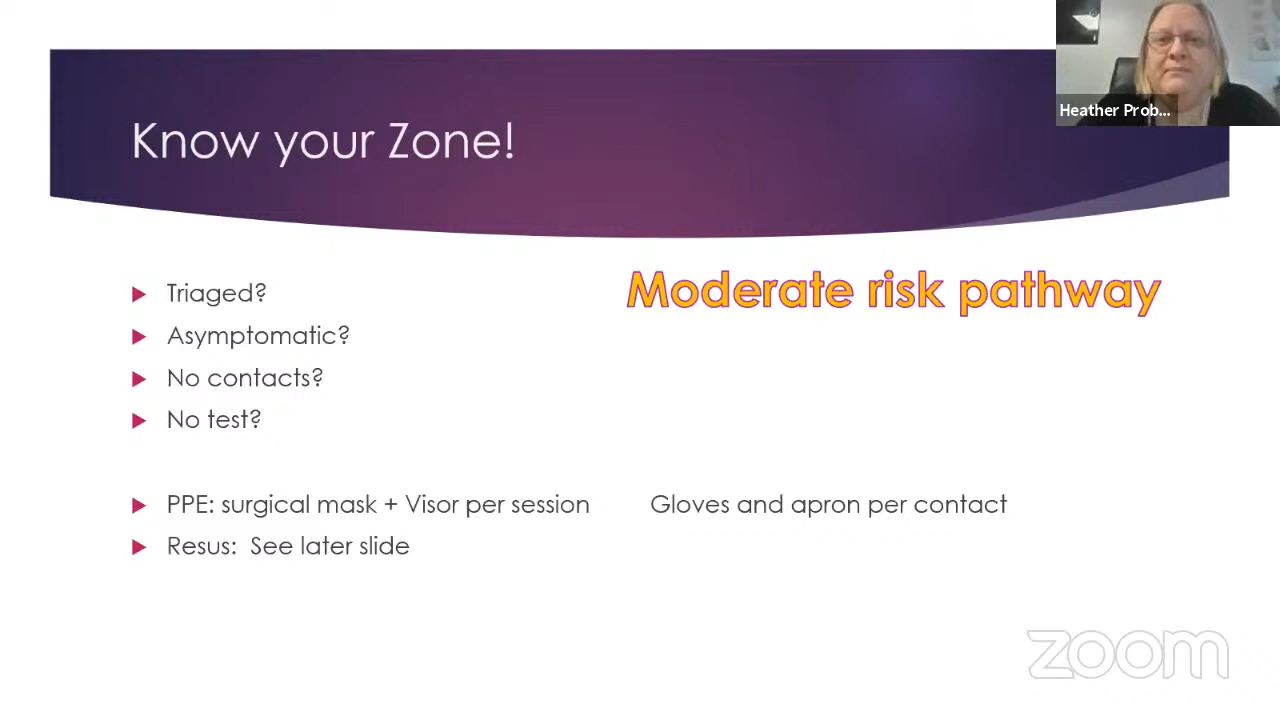 Heather Prob...
Know your Zone!
Moderate risk pathway
Triaged?
Asymptomatic?
No contacts?
No test?
PPE: surgical mask + Visor per session Gloves and apron per contact
Resus: See later slide
zoom